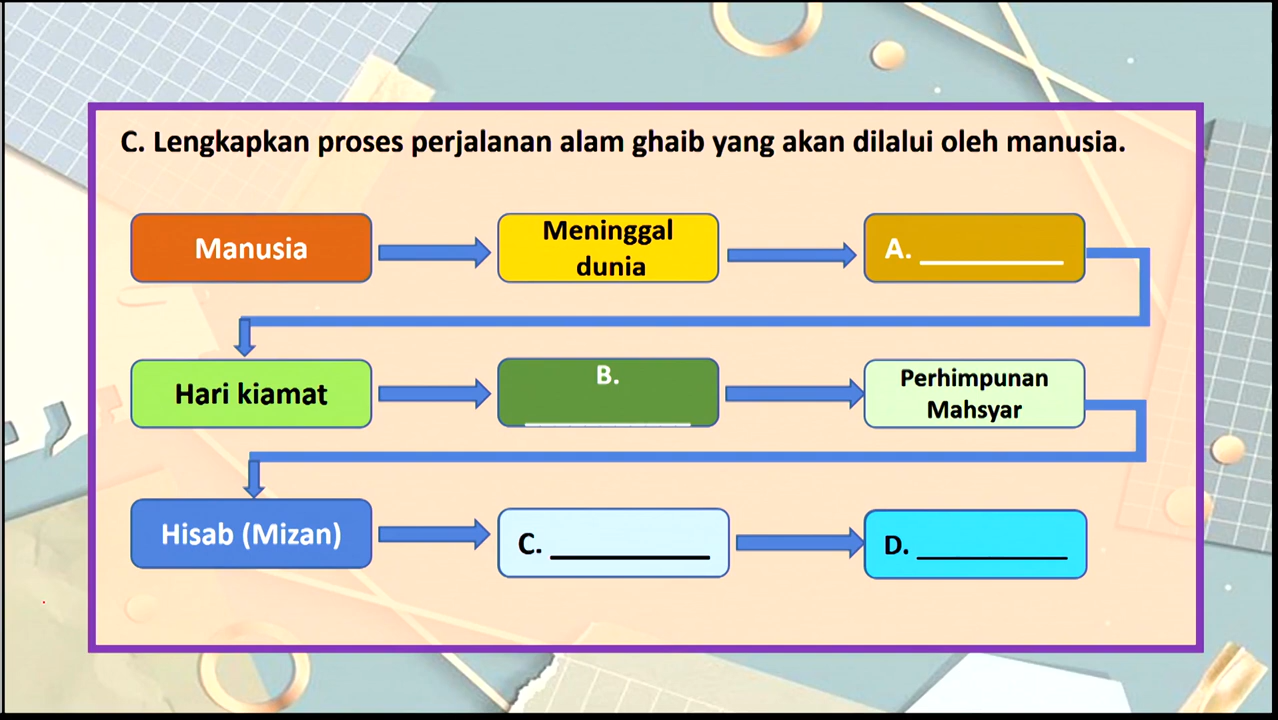 C. Lengkapkan proses perjalanan alam ghaib yang akan dilalui oleh manusia.
Manusia
Meninggal
dunia
A. __________
Hari kiamat
B.
__________
Perhimpunan
Mahsyar
Hisab (Mizan)
C. __________
D. __________